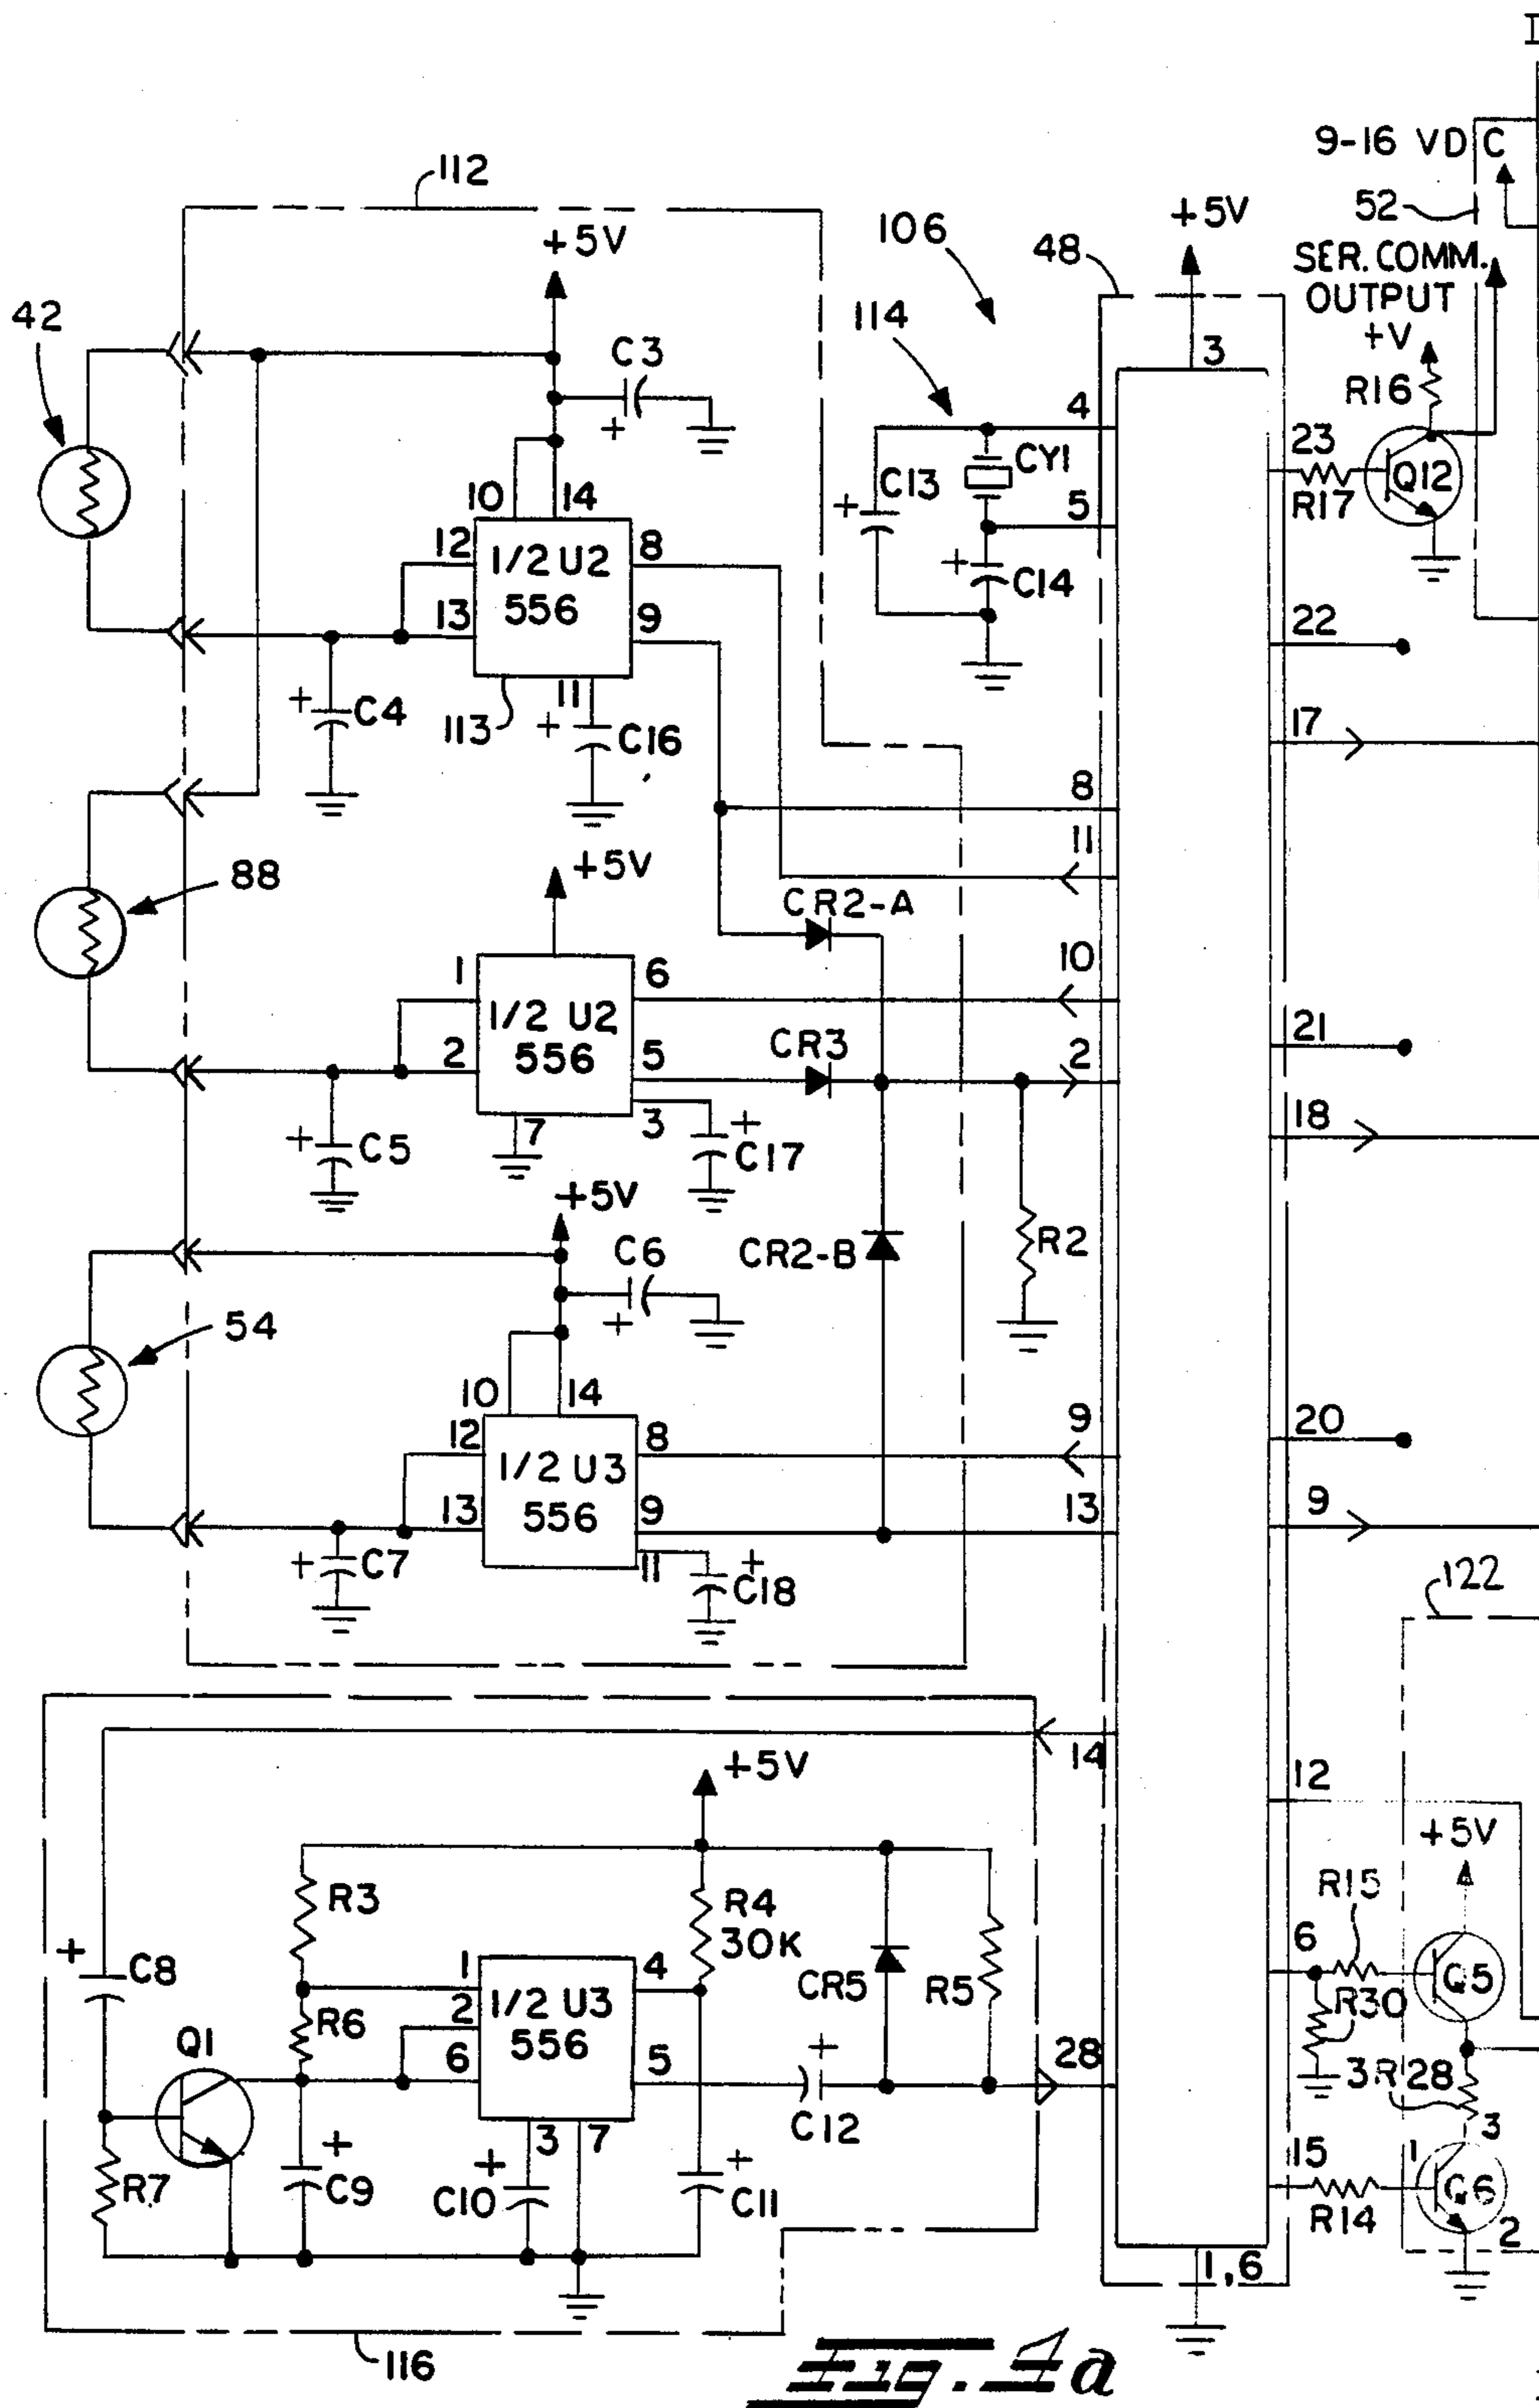 9-16 VDC
112
+5V
106
48
+5V
52
SER. COMM.
OUTPUT
+V
42
114
C3
3
R16
4
23
10 14
C13
CY1
Q12
12
1/2 U2
8
5
R17
13
556
9
C14
22
C4
113
11
C16
17
8
+5V
11
88
CR2-A
10
1
6
1/2 U2
21
2
556
5
CR3
2
18
C5
7
3
C17
+5V
C6
CR2-B
R2
54
10 14
20
12
8
9
1/2 U3
13
556
9
13
9
C7
11
C18
122
14
+5V
12
+5V
R3
R4
30K
R15
C8
1
4
6
Q5
2
1/2 U3
CR5
R5
R30
R6
556
Q1
6
5
28
3
R28
C12
3
3
7
15
1
R7
C9
C10
C11
R14
Q6
2
1,6
116
Fig. 4a